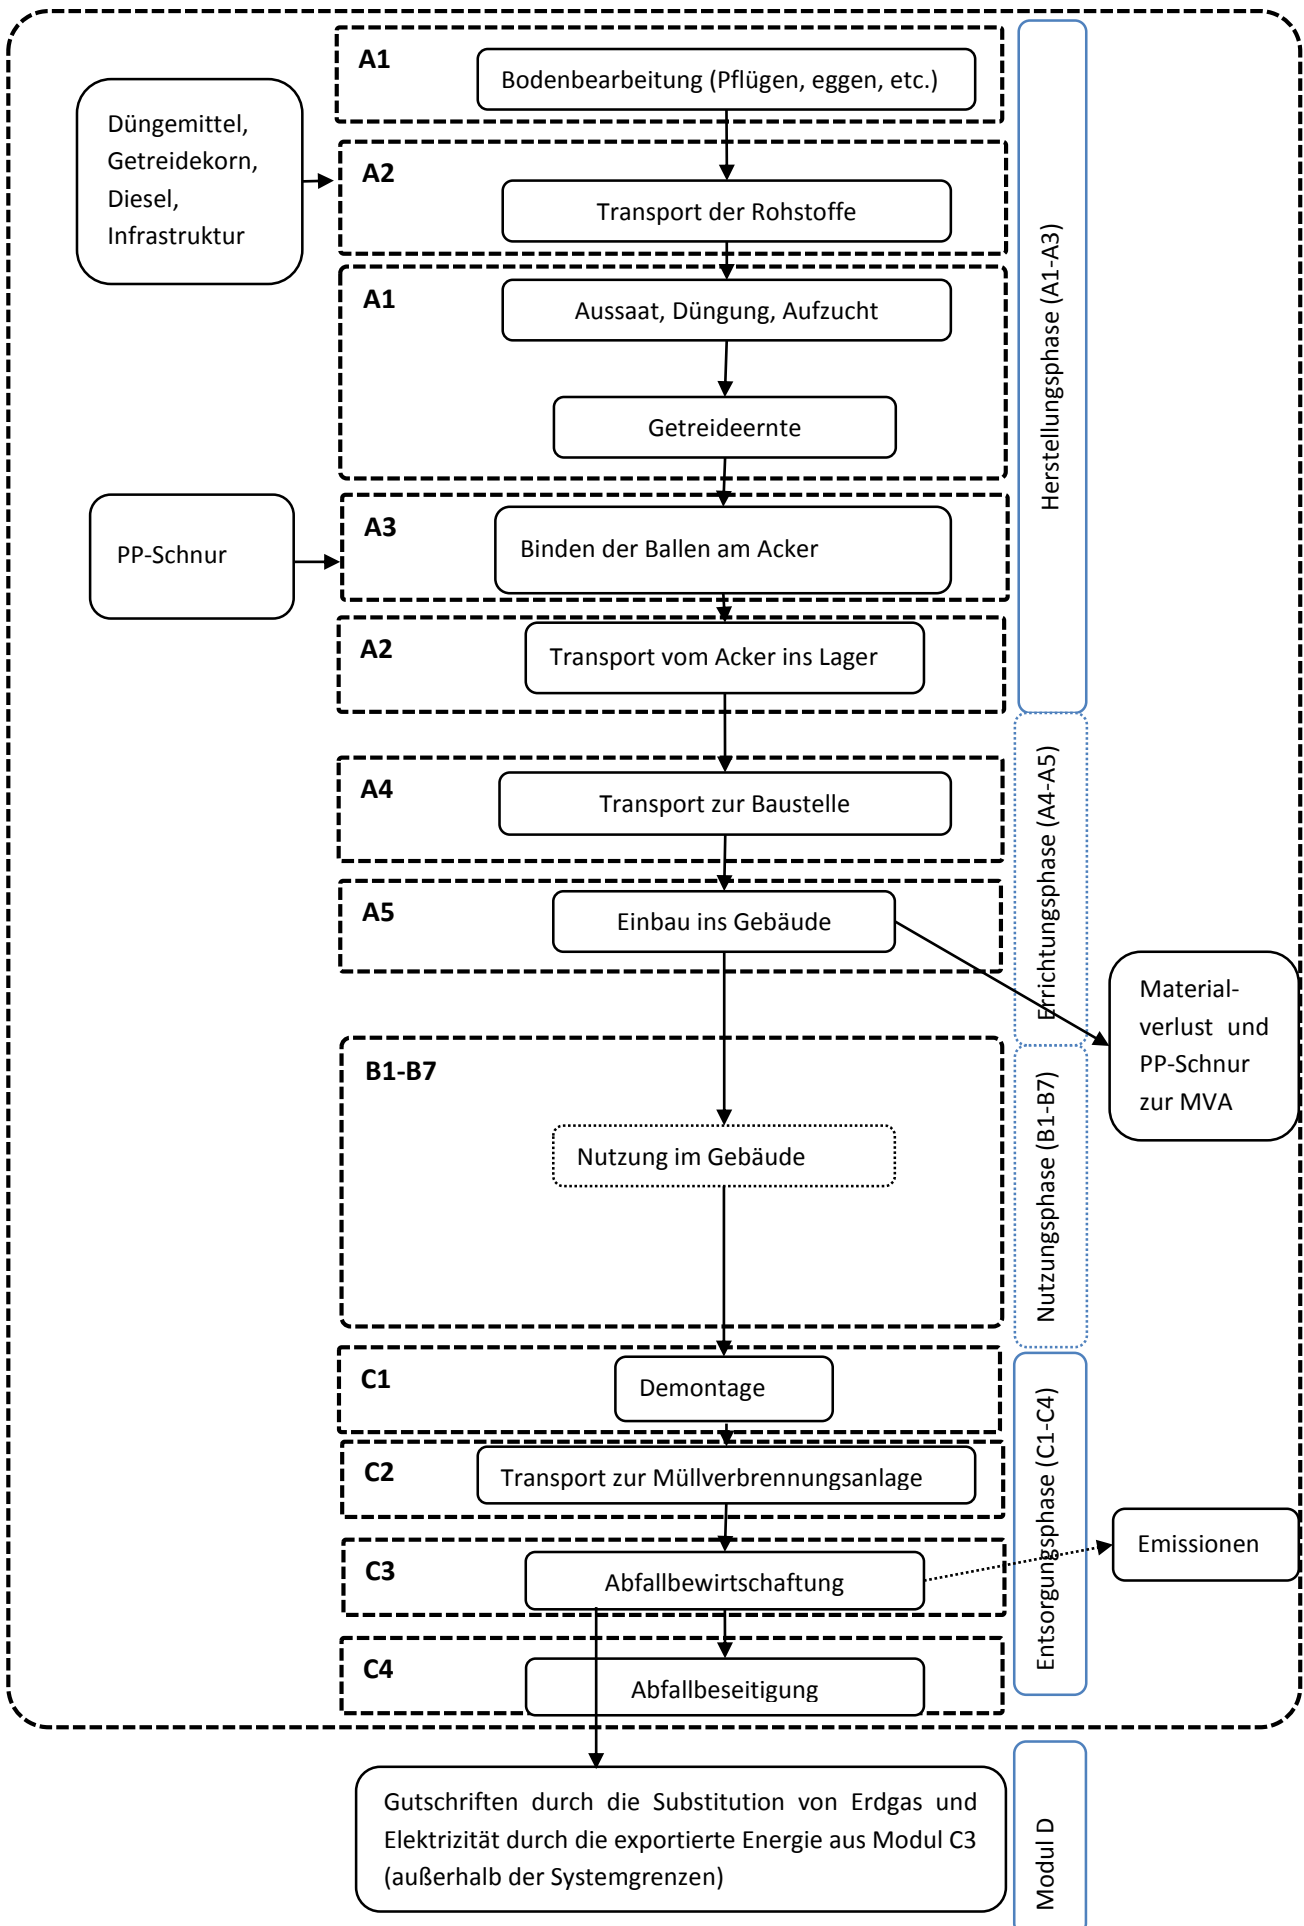 A1
Bodenbearbeitung (Pflügen, eggen, etc.)
Düngemittel,
Getreidekorn,
Diesel,
Infrastruktur
A2
Transport der Rohstoffe
A1
Aussaat, Düngung, Aufzucht
Getreideernte
Herstellungsphase (A1-A3)
PP-Schnur
A3
Binden der Ballen am Acker
A2
Transport vom Acker ins Lager
A4
Transport zur Baustelle
Errichtungsphase (A4-A5)
A5
Einbau ins Gebäude
Material-
verlust und
PP-Schnur
zur MVA
B1-B7
Nutzung im Gebäude
Nutzungsphase (B1-B7)
C1
Demontage
C2
Transport zur Müllverbrennungsanlage
Entsorgungsphase (C1-C4)
C3
Abfallbewirtschaftung
Emissionen
C4
Abfallbeseitigung
Gutschriften durch die Substitution von Erdgas und
Elektrizität durch die exportierte Energie aus Modul C3
(außerhalb der Systemgrenzen)
Modul D